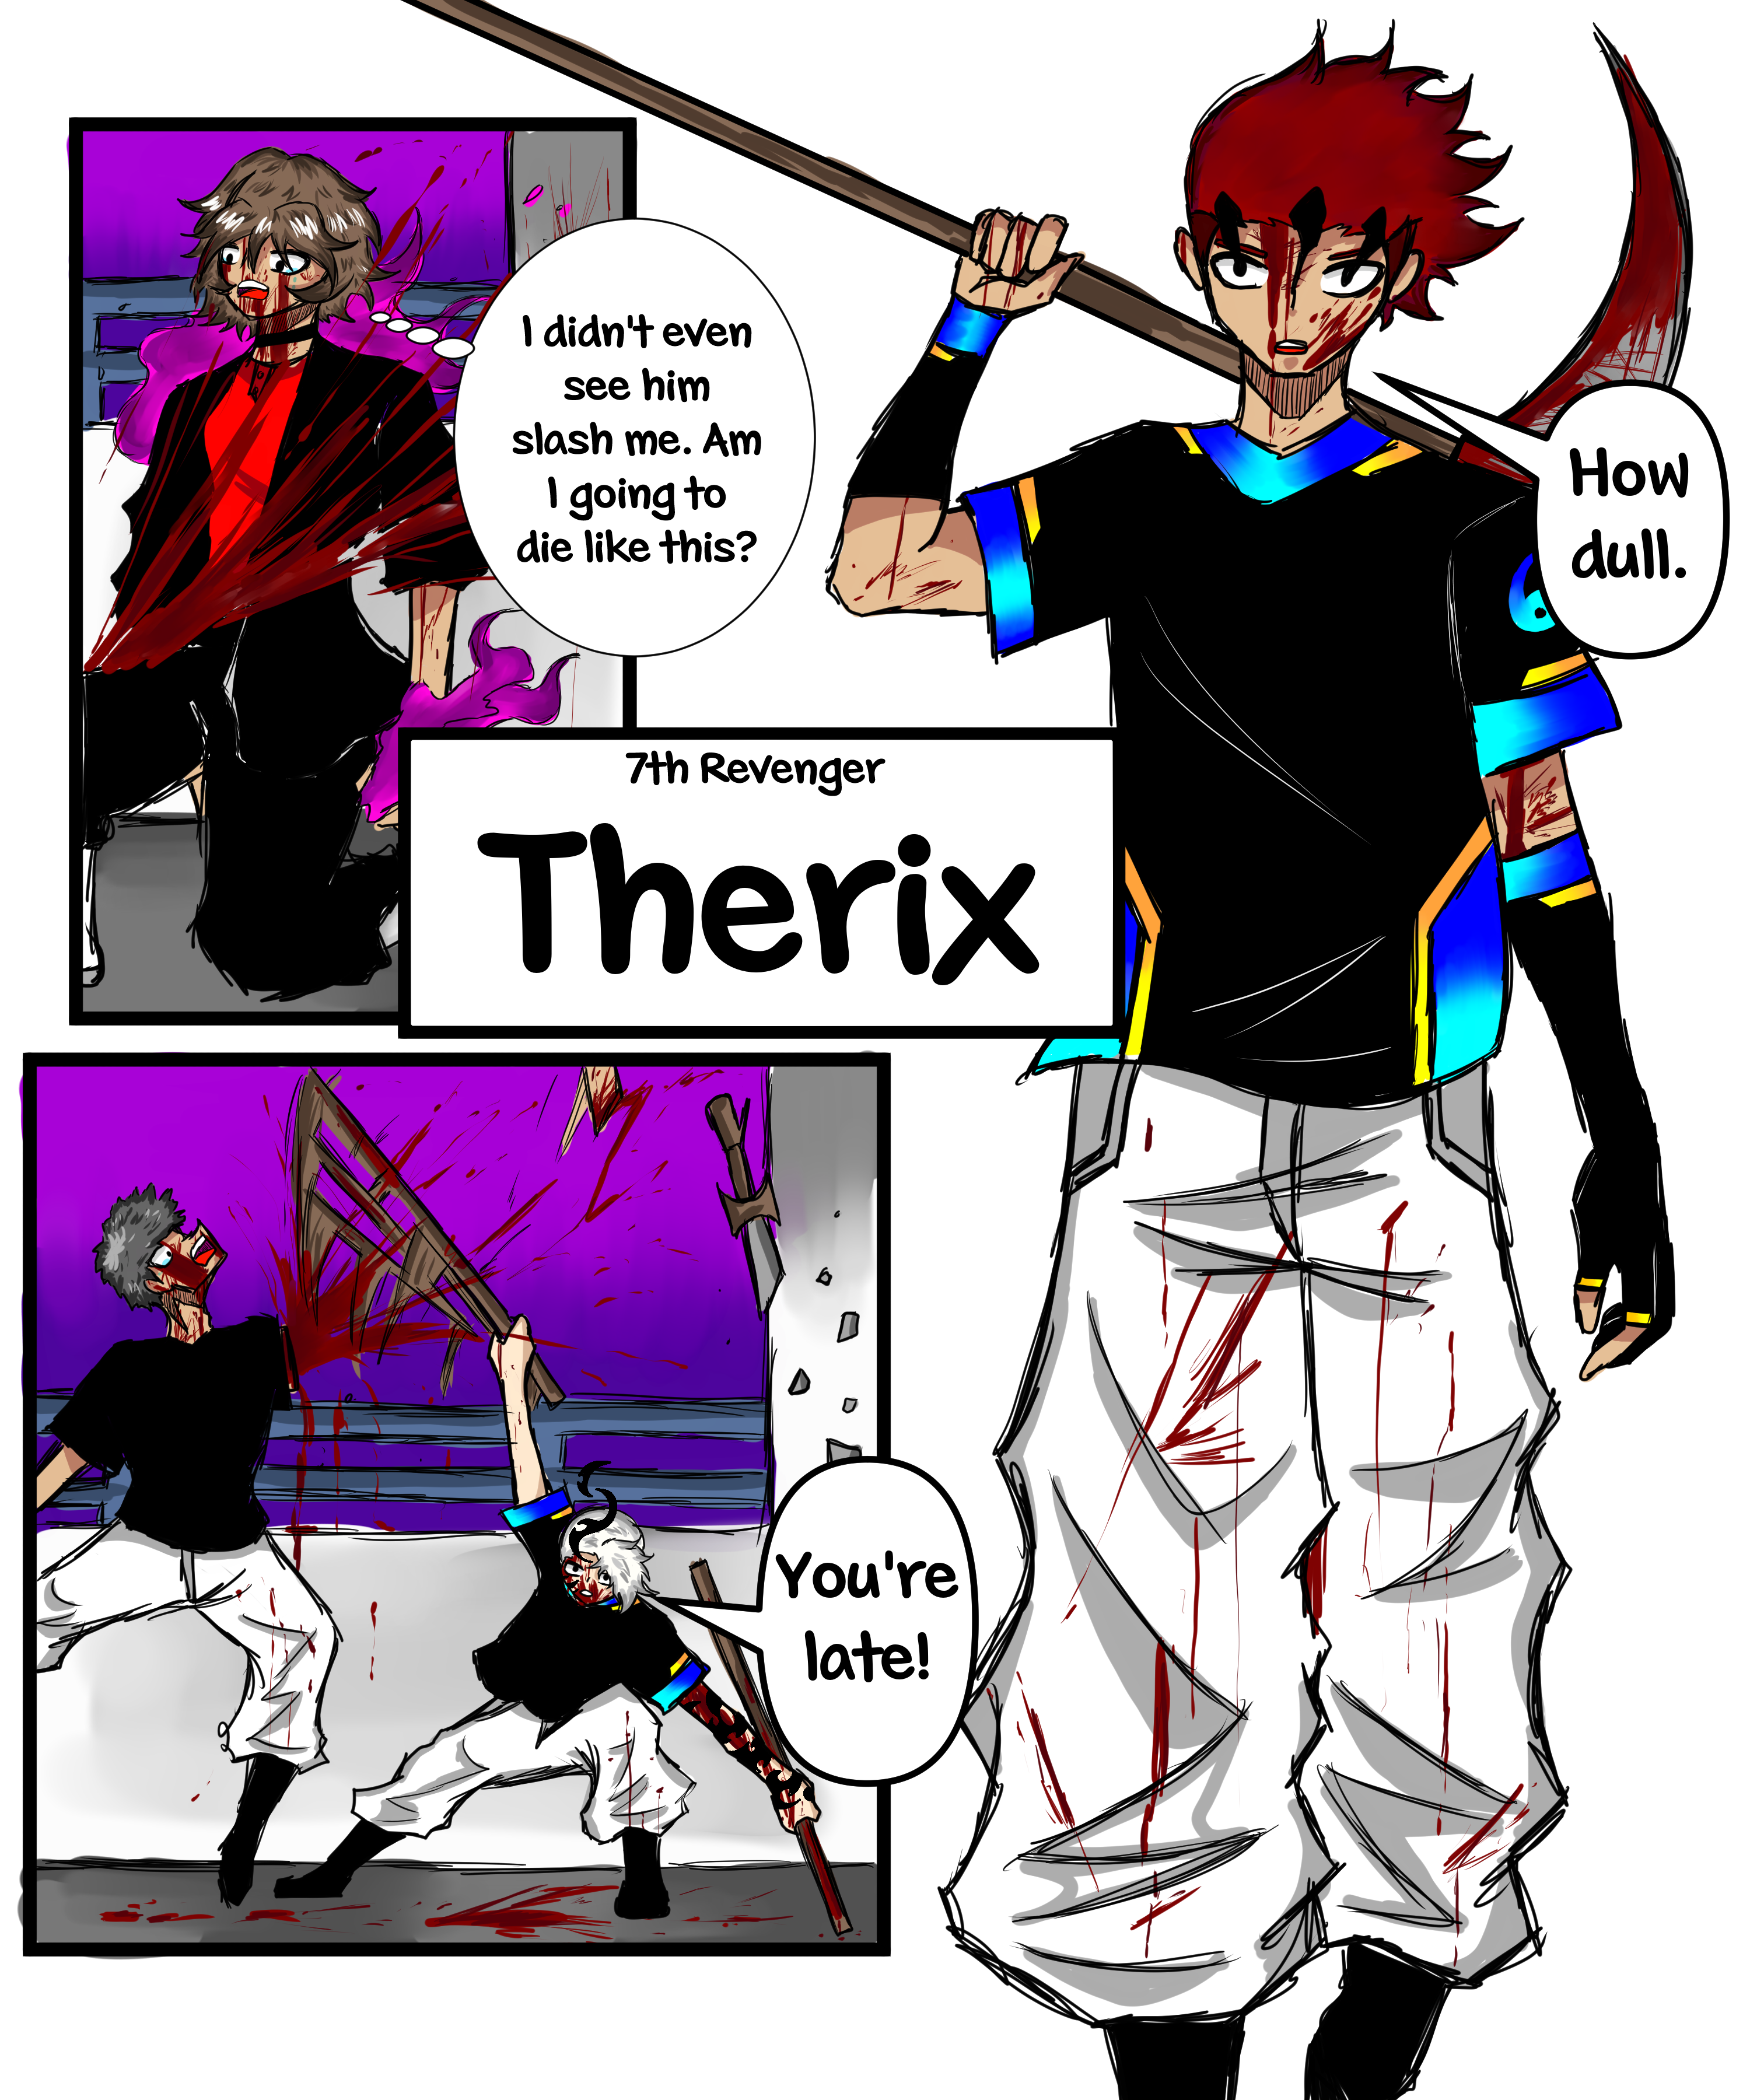 I didn't even
see him
slash me. Am
I going to
die like this?
How
dull.
7th Revenger
Therix
You're
late!